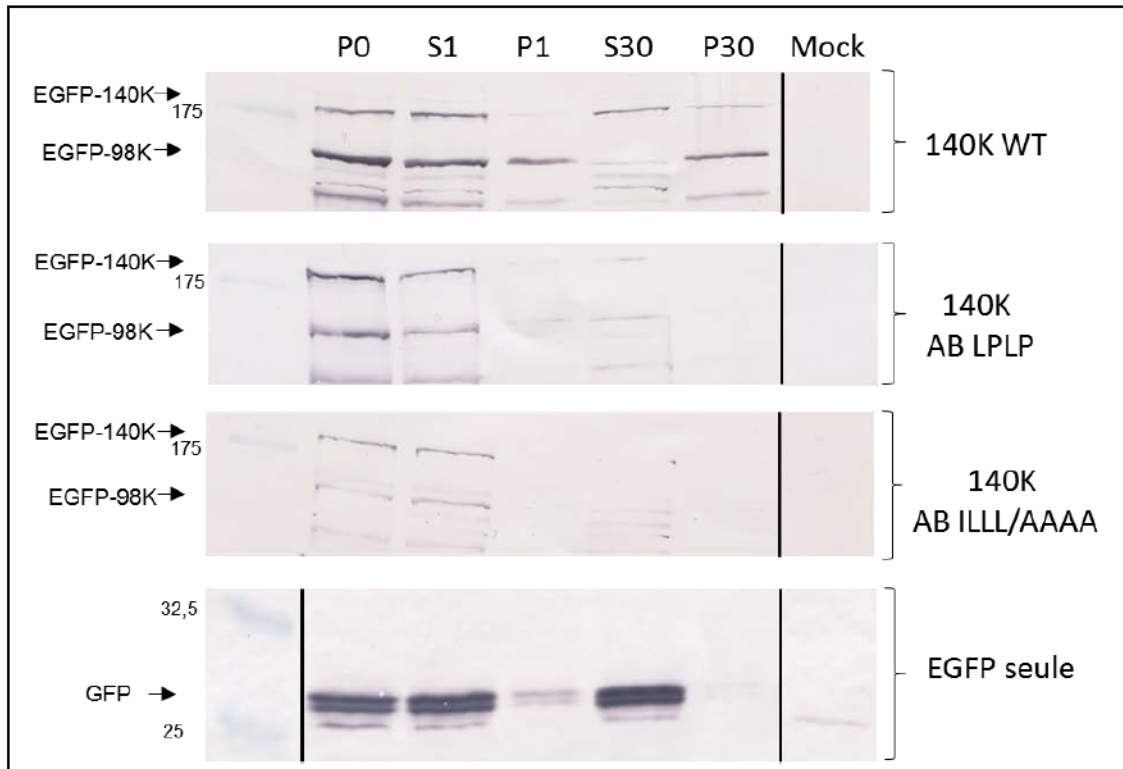 P0 S1 P1 S30 P30 Mock
EGFP-140K
175
EGFP-98K
140K WT
EGFP-140K
175
EGFP-98K
140K
AB LPLP
EGFP-140K
175
EGFP-98K
140K
AB ILLL/AAAA
32,5
GFP
25
EGFP seule